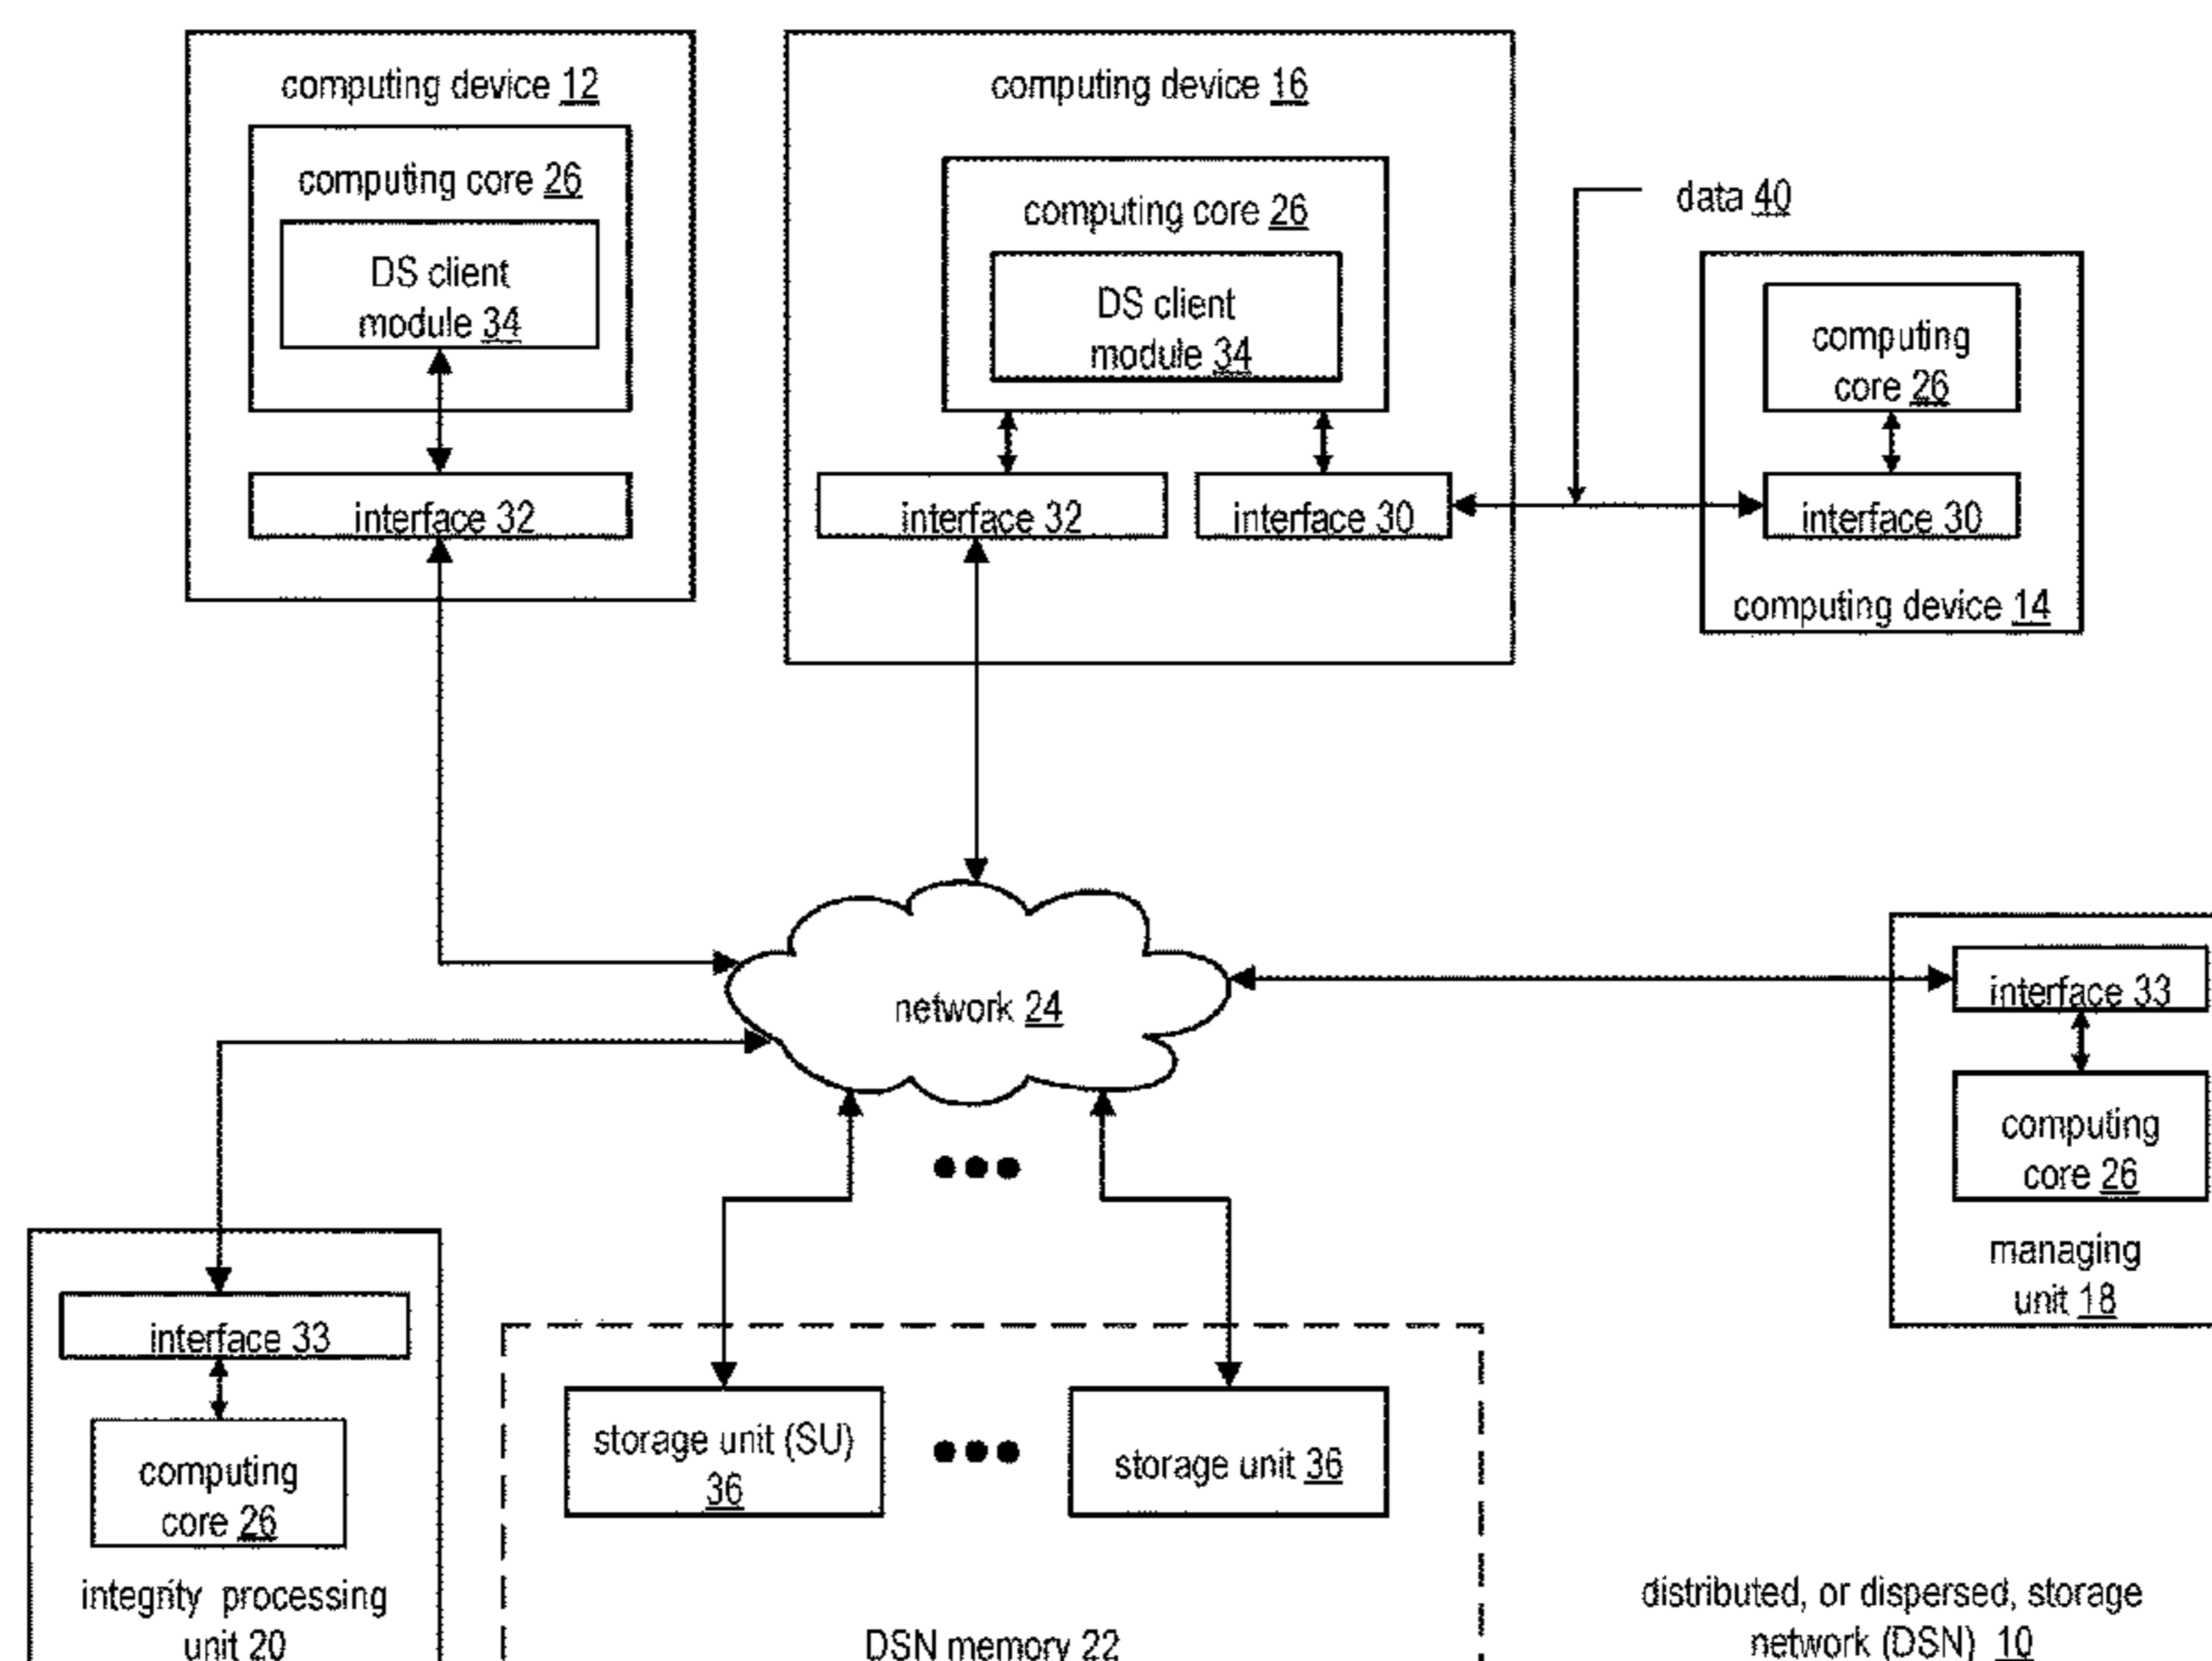 computing device 12
computing core 26
DS client
module 34
interface 32
computing device 16
computing core 26
DS client
module 34
interface 32
interface 30
data 40
computing
core 26
interface 30
computing device 14
network 24
interface 33
computing
core 26
managing
unit 18
interface 33
computing
core 26
integrity processing
unit 20
storage unit (SU)
36
storage unit 36
DSN memory 22
distributed, or dispersed, storage
network (DSN) 10